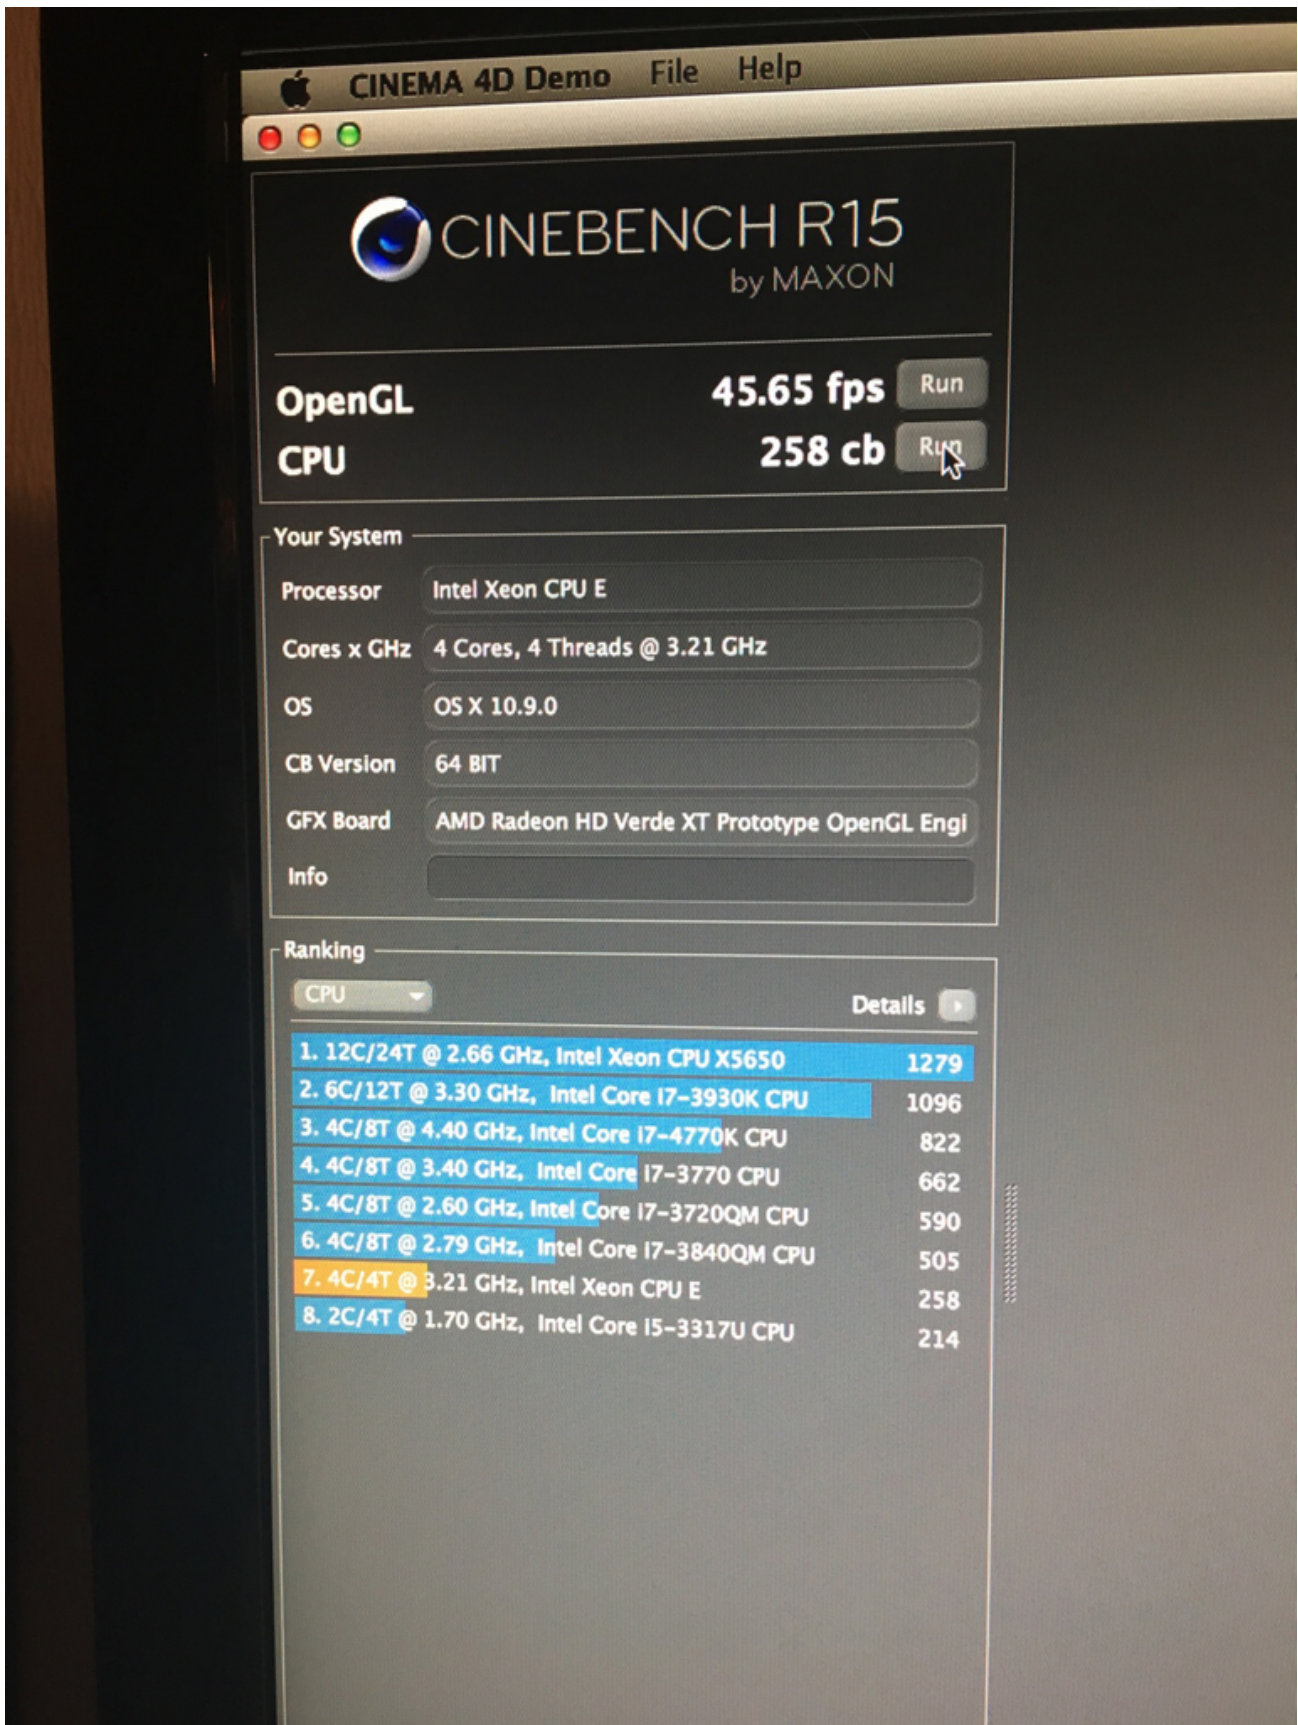 CINEMA 4D Demo File Help
CINEBENCH R15
by MAXON
OpenGL 45.65 fps Run
CPU 258 cb Run
Your System
Processor Intel Xeon CPU E
Cores x GHz 4 Cores, 4 Threads @ 3.21 GHz
OS OS X 10.9.0
CB Version 64 BIT
GFX Board AMD Radeon HD Verde XT Prototype OpenGL Engi
Info
Ranking
CPU Details
1. 12C/24T @ 2.66 GHz, Intel Xeon CPU X5650 1279
2. 6C/12T @ 3.30 GHz, Intel Core i7-3930K CPU 1096
3. 4C/8T @ 4.40 GHz, Intel Core i7-4770K CPU 822
4. 4C/8T @ 3.40 GHz, Intel Core i7-3770 CPU 662
5. 4C/8T @ 2.60 GHz, Intel Core i7-3720QM CPU 590
6. 4C/8T @ 2.79 GHz, Intel Core i7-3840QM CPU 505
7. 4C/4T @ 3.21 GHz, Intel Xeon CPU E 258
8. 2C/4T @ 1.70 GHz, Intel Core i5-3317U CPU 214